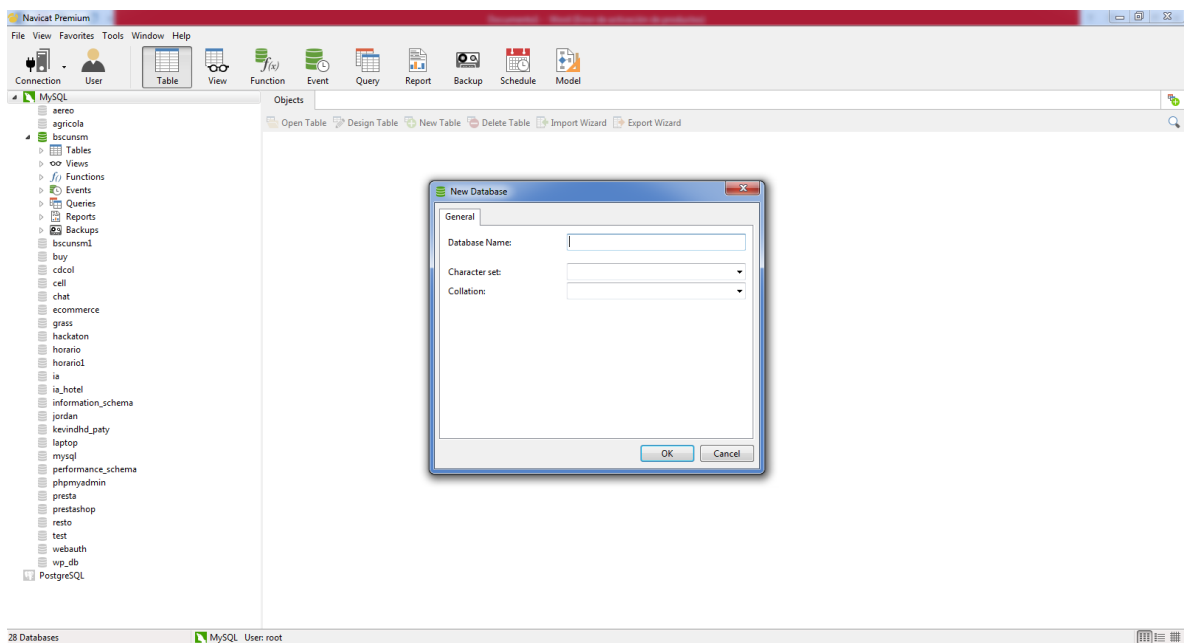 Navicat Premium
File View Favorites Tools Window Help
Connection User Table View Function Event Query Report Backup Schedule Model
MySQL
aereo
agricola
bscunsm
Tables
Views
Functions
Events
Queries
Reports
Backups
bscunsm1
buy
cdcol
cell
chat
ecommerce
grass
hackaton
horario
horario1
ia
ia_hotel
information_schema
jordan
kevindhd_paty
laptop
mysql
performance_schema
phpmyadmin
presta
prestashop
resto
test
webauth
wp_db
PostgreSQL
Objects
Open Table Design Table New Table Delete Table Import Wizard Export Wizard
New Database
General
Database Name:
Character set:
Collation:
OK Cancel
28 Databases MySQL User: root